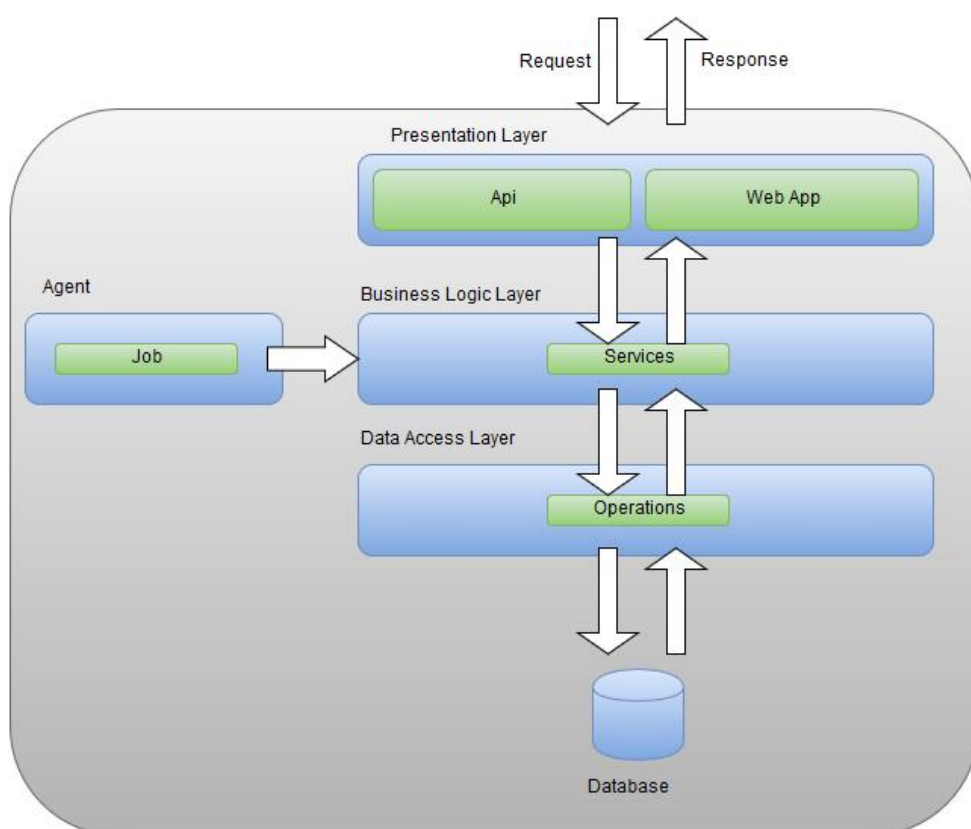 Request
Response
Presentation Layer
Api
Web App
Agent
Business Logic Layer
Job
Services
Data Access Layer
Operations
Database